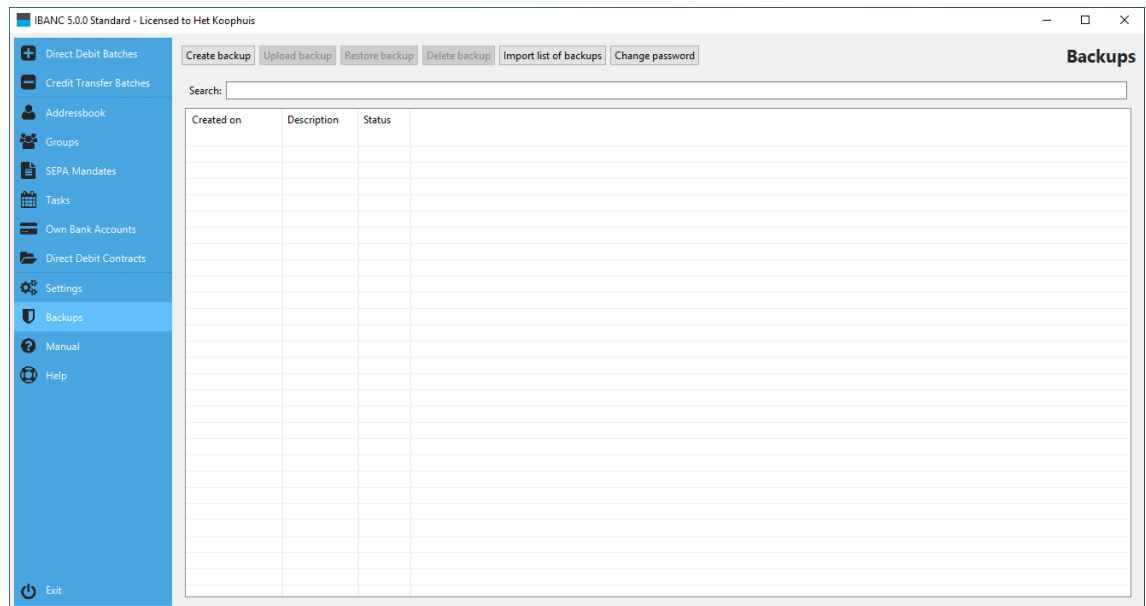 IBANC 5.0.0 Standard - Licensed to Het Koophuis
Direct Debit Batches
Credit Transfer Batches
Addressbook
Groups
SEPA Mandates
Tasks
Own Bank Accounts
Direct Debit Contracts
Settings
Backups
Manual
Help
Exit
Create backup Upload backup Restore backup Delete backup Import list of backups Change password
Backups
Search:
Created on Description Status